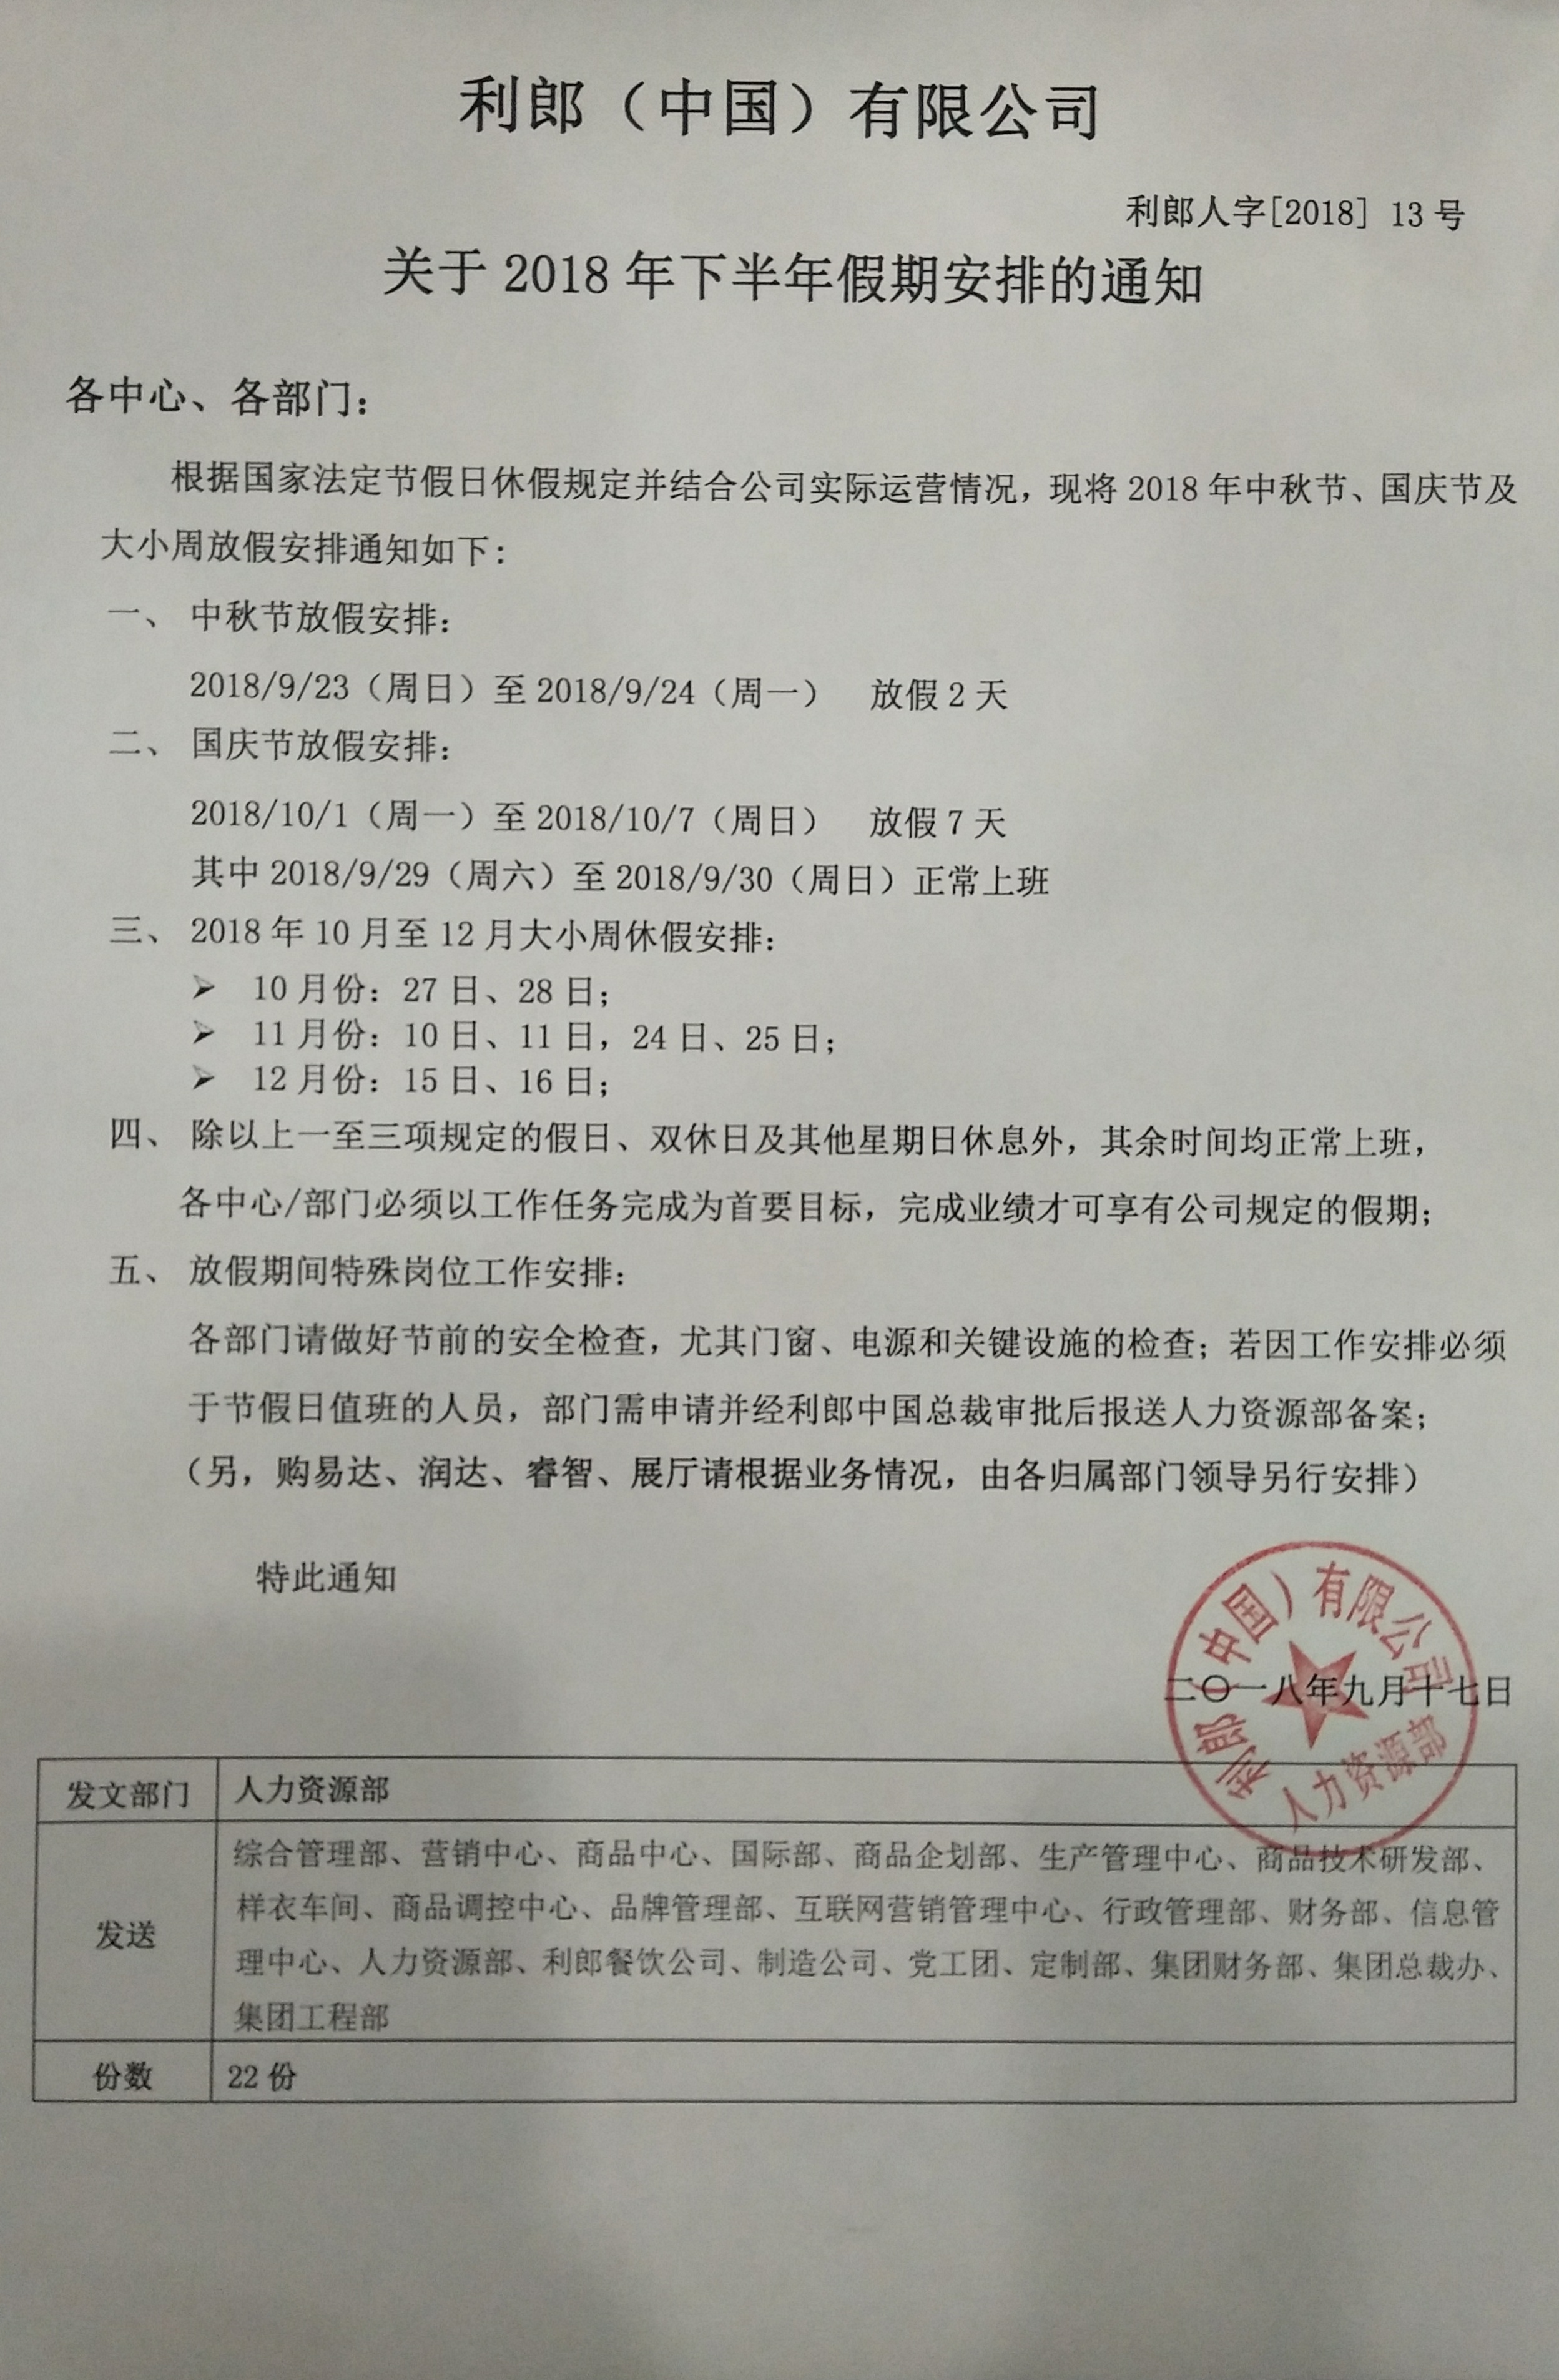 利郎（中国）有限公司
利郎人字[2018] 13 号
关于 2018 年下半年假期安排的通知
各中心、各部门：
根据国家法定节假日休假规定并结合公司实际运营情况，现将 2018 年中秋节、国庆节及
大小周放假安排通知如下：
一、 中秋节放假安排：
2018/9/23（周日）至 2018/9/24（周一） 放假 2 天
二、 国庆节放假安排：
2018/10/1（周一）至 2018/10/7（周日） 放假 7 天
其中 2018/9/29（周六）至 2018/9/30（周日）正常上班
三、 2018 年 10 月至 12 月大小周休假安排：
➢ 10 月份：27 日、28 日；
➢ 11 月份：10 日、11 日，24 日、25 日；
➢ 12 月份：15 日、16 日；
四、 除以上一至三项规定的假日、双休日及其他星期日休息外，其余时间均正常上班，
各中心/部门必须以工作任务完成为首要目标，完成业绩才可享有公司规定的假期；
五、 放假期间特殊岗位工作安排：
各部门请做好节前的安全检查，尤其门窗、电源和关键设施的检查；若因工作安排必须
于节假日值班的人员，部门需申请并经利郎中国总裁审批后报送人力资源部备案；
（另，购易达、润达、睿智、展厅请根据业务情况，由各归属部门领导另行安排）
特此通知
利郎（中国）有限公司
二〇一八年九月十七日
人力资源部
发文部门 人力资源部
发送 综合管理部、营销中心、商品中心、国际部、商品企划部、生产管理中心、商品技术研发部、
样衣车间、商品调控中心、品牌管理部、互联网营销管理中心、行政管理部、财务部、信息管
理中心、人力资源部、利郎餐饮公司、制造公司、党工团、定制部、集团财务部、集团总裁办、
集团工程部
份数 22 份